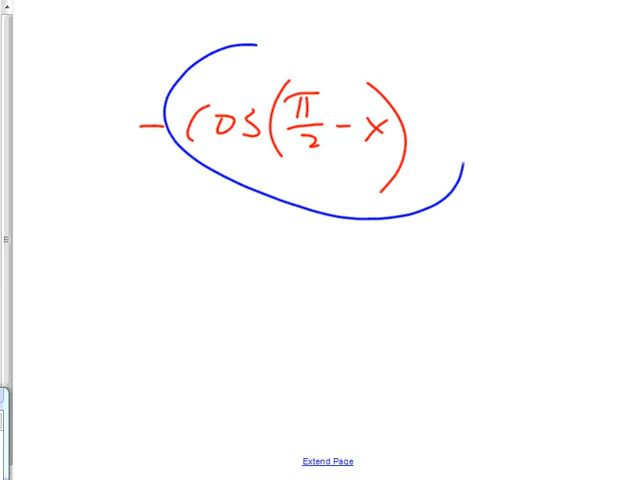 - cos(π/2 - x)
Extend Page